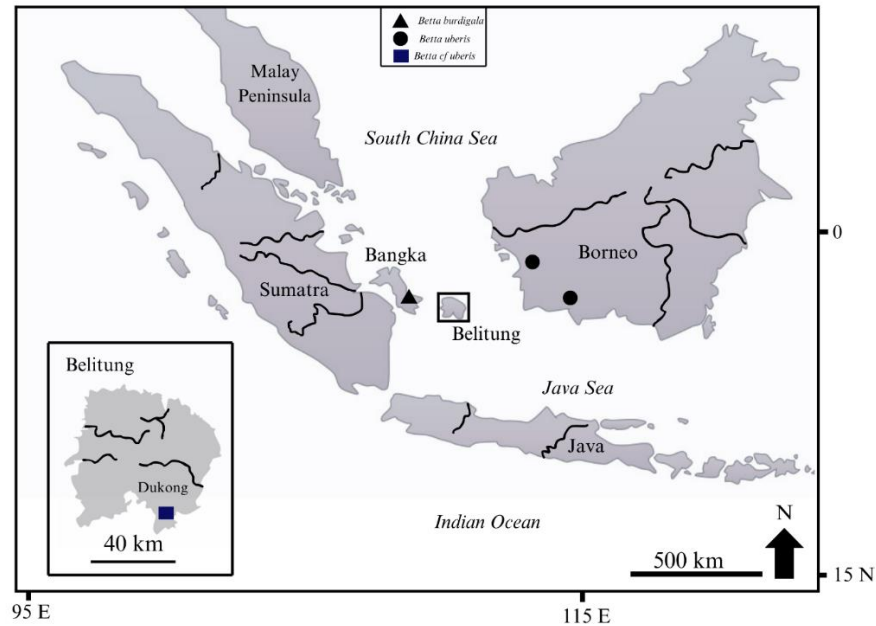 Betta burdigala
Betta uberis
Betta cf uberis
Malay
Peninsula
South China Sea
0
Bangka
Borneo
Sumatra
Belitung
Belitung
Java Sea
Java
Dukong
40 km
Indian Ocean
N
500 km
15 N
95 E
115 E